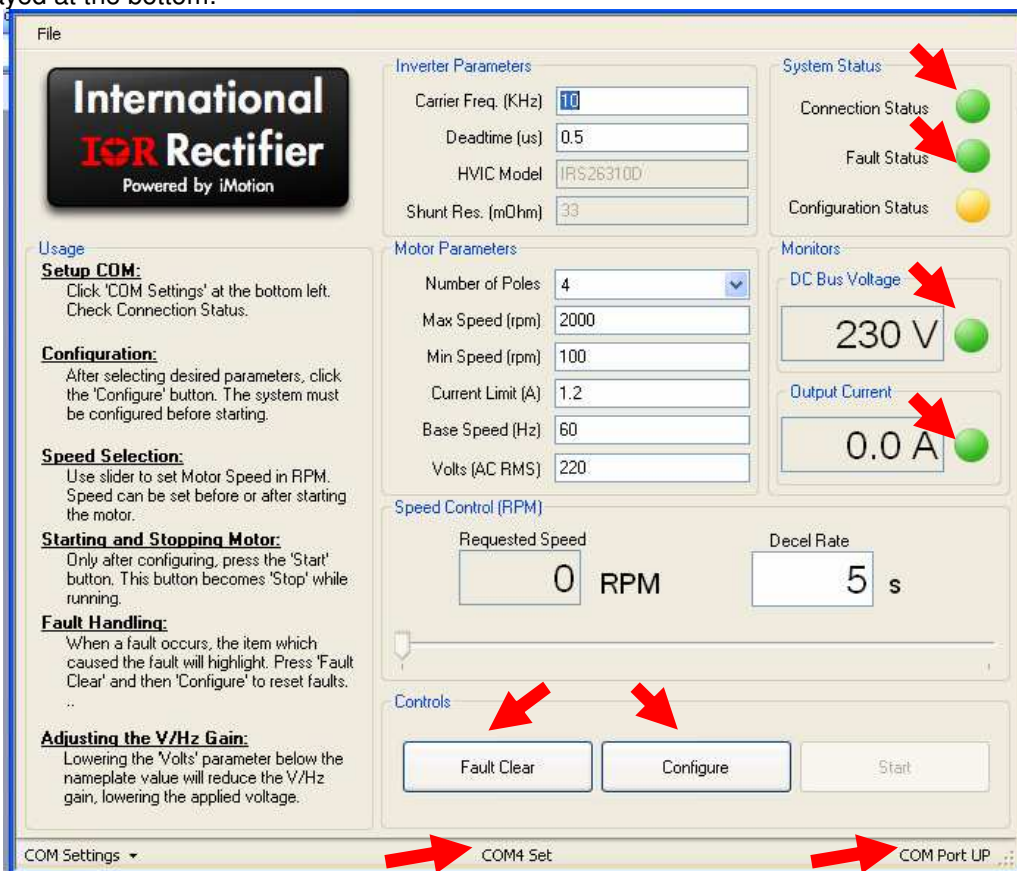 yed at the bottom.
File
International
IOR Rectifier
Powered by iMotion
Usage
Setup COM:
Click 'COM Settings' at the bottom left.
Check Connection Status.
Configuration:
After selecting desired parameters, click
the 'Configure' button. The system must
be configured before starting.
Speed Selection:
Use slider to set Motor Speed in RPM.
Speed can be set before or after starting
the motor.
Starting and Stopping Motor:
Only after configuring, press the 'Start'
button. This button becomes 'Stop' while
running.
Fault Handling:
When a fault occurs, the item which
caused the fault will highlight. Press 'Fault
Clear' and then 'Configure' to reset faults.
..
Adjusting the V/Hz Gain:
Lowering the 'Volts' parameter below the
nameplate value will reduce the V/Hz
gain, lowering the applied voltage.
Inverter Parameters
Carrier Freq. (KHz) 10
Deadtime (us) 0.5
HVIC Model IRS26310D
Shunt Res. (mOhm) 33
Motor Parameters
Number of Poles 4
Max Speed (rpm) 2000
Min Speed (rpm) 100
Current Limit (A) 1.2
Base Speed (Hz) 60
Volts (AC RMS) 220
System Status
Connection Status
Fault Status
Configuration Status
Monitors
DC Bus Voltage
230 V
Output Current
0.0 A
Speed Control (RPM)
Requested Speed
0 RPM
Decel Rate
5 s
Controls
Fault Clear
Configure
Start
COM Settings
COM4 Set
COM Port UP